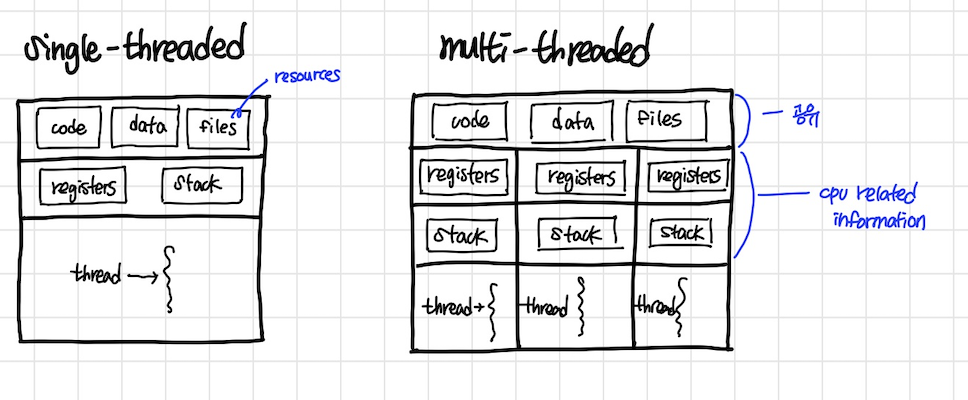 single-threaded
resources
code data files
registers stack
thread →
multi-threaded
code data files
공유
registers registers registers
cpu related
information
stack stack stack
thread → thread thread